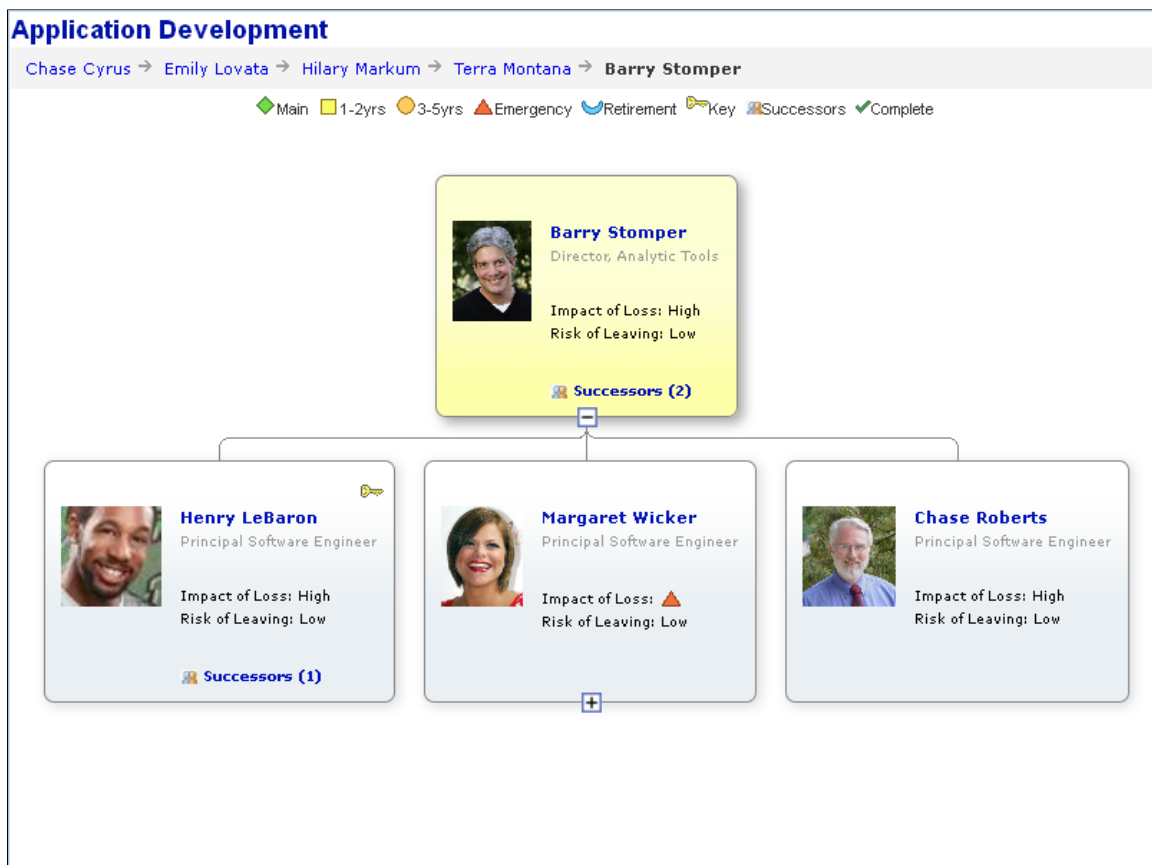 Application Development
Chase Cyrus Emily Lovata Hilary Markum Terra Montana Barry Stomper
Main 1-2yrs 3-5yrs Emergency Retirement Key Successors Complete
Barry Stomper
Director, Analytic Tools
Impact of Loss: High
Risk of Leaving: Low
Successors (2)
Henry LeBaron
Principal Software Engineer
Impact of Loss: High
Risk of Leaving: Low
Successors (1)
Margaret Wicker
Principal Software Engineer
Impact of Loss:
Risk of Leaving: Low
Chase Roberts
Principal Software Engineer
Impact of Loss: High
Risk of Leaving: Low